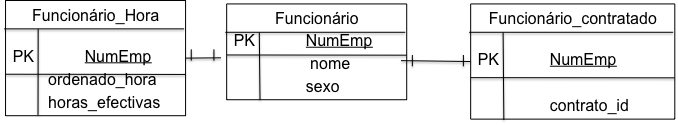 Funcionário_Hora
PK NumEmp
ordenado_hora
horas_efectivas
Funcionário
PK NumEmp
nome
sexo
Funcionário_contratado
PK NumEmp
contrato_id